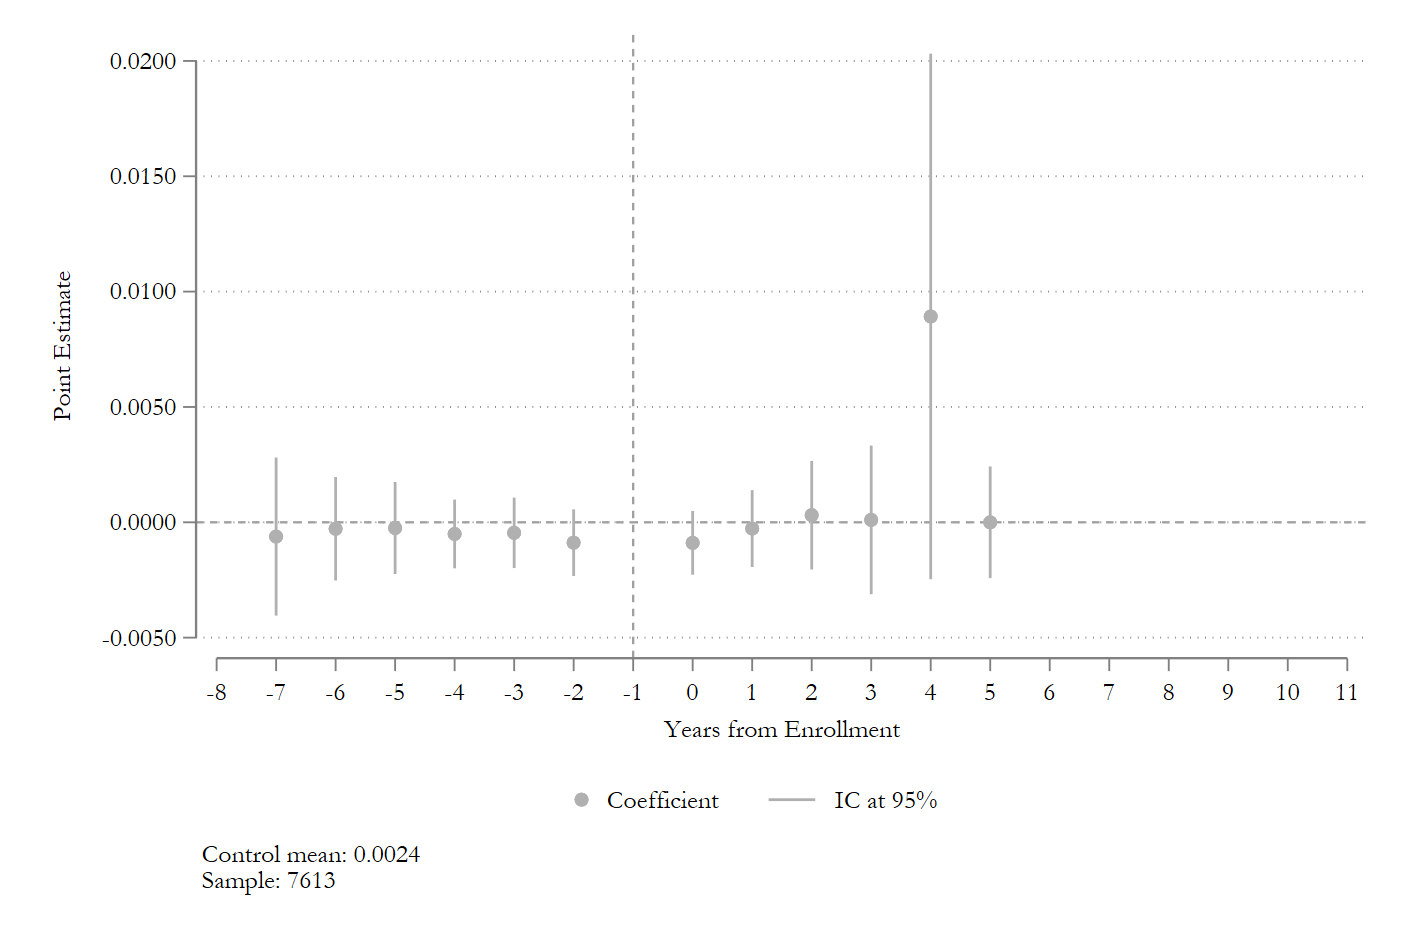 0.0200
0.0150
0.0100
0.0050
0.0000
-0.0050
Point Estimate
-8 -7 -6 -5 -4 -3 -2 -1 0 1 2 3 4 5 6 7 8 9 10 11
Years from Enrollment
Coefficient IC at 95%
Control mean: 0.0024
Sample: 7613